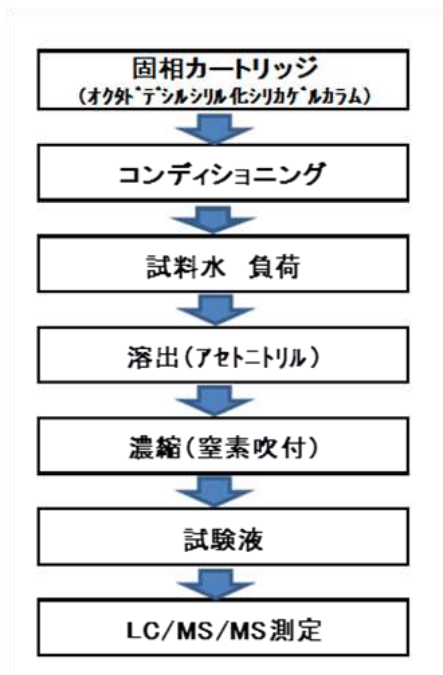 固相カートリッジ
(オクタデシルシリル化シリカゲルカラム)
コンディショニング
試料水 負荷
溶出(アセトニトリル)
濃縮(窒素吹付)
試験液
LC/MS/MS測定